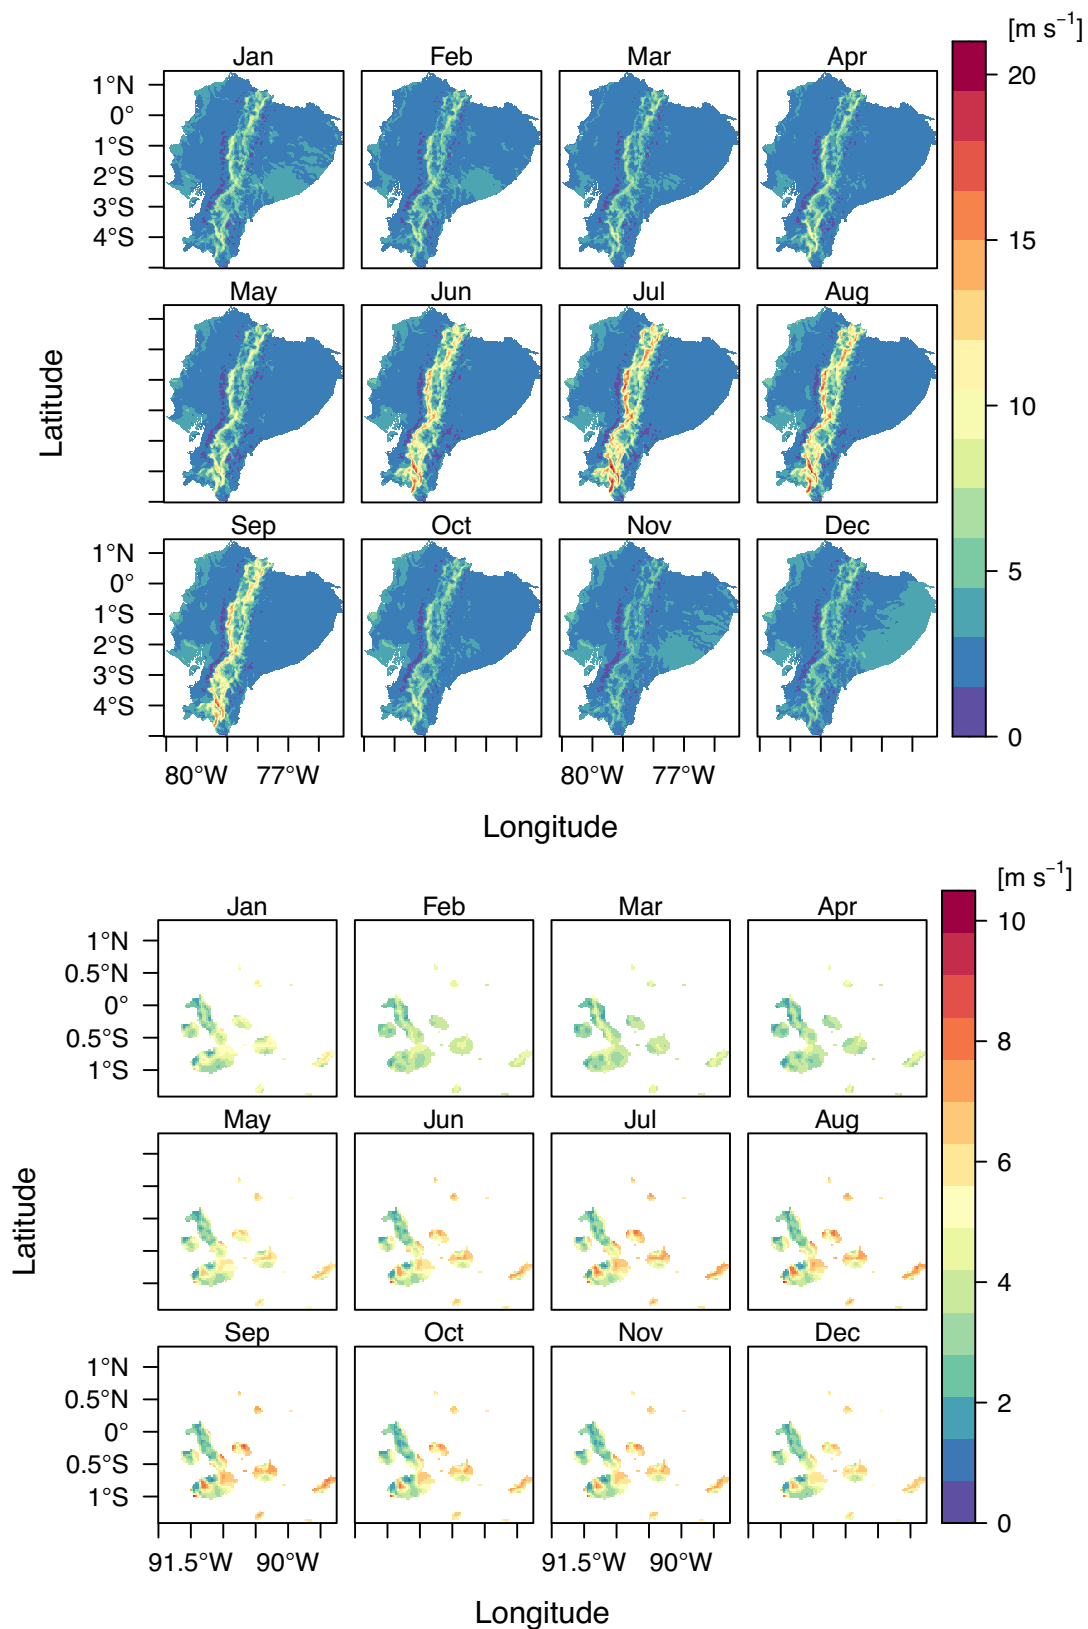 [m s−1]
Jan Feb Mar Apr
1°N
0°
1°S
2°S
3°S
4°S
May Jun Jul Aug
Sep Oct Nov Dec
1°N
0°
1°S
2°S
3°S
4°S
80°W 77°W 80°W 77°W
Latitude
Longitude
20
15
10
5
0
[m s−1]
Jan Feb Mar Apr
1°N
0.5°N
0°
0.5°S
1°S
May Jun Jul Aug
Sep Oct Nov Dec
1°N
0.5°N
0°
0.5°S
1°S
91.5°W 90°W 91.5°W 90°W
Latitude
Longitude
10
8
6
4
2
0